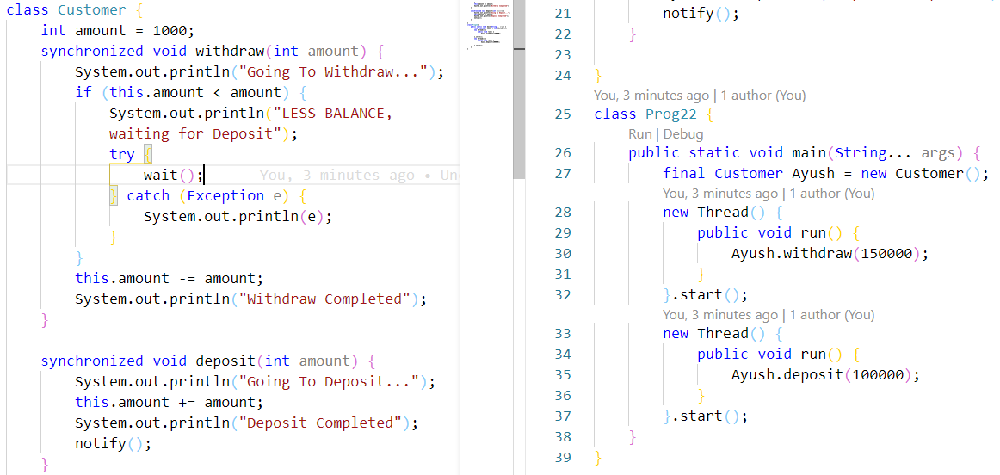 class Customer {
    int amount = 1000;
    synchronized void withdraw(int amount) {
        System.out.println("Going To Withdraw...");
        if (this.amount < amount) {
            System.out.println("LESS BALANCE,
            waiting for Deposit");
            try {
                wait();    You, 3 minutes ago • Un
            } catch (Exception e) {
                System.out.println(e);
            }
        }
        this.amount -= amount;
        System.out.println("Withdraw Completed");
    }

    synchronized void deposit(int amount) {
        System.out.println("Going To Deposit...");
        this.amount += amount;
        System.out.println("Deposit Completed");
        notify();
    }
21        notify();
22    }
23
24 }
You, 3 minutes ago | 1 author (You)
25 class Prog22 {
    Run | Debug
26    public static void main(String... args) {
27        final Customer Ayush = new Customer();
        You, 3 minutes ago | 1 author (You)
28        new Thread() {
29            public void run() {
30                Ayush.withdraw(150000);
31            }
32        }.start();
        You, 3 minutes ago | 1 author (You)
33        new Thread() {
34            public void run() {
35                Ayush.deposit(100000);
36            }
37        }.start();
38    }
39 }